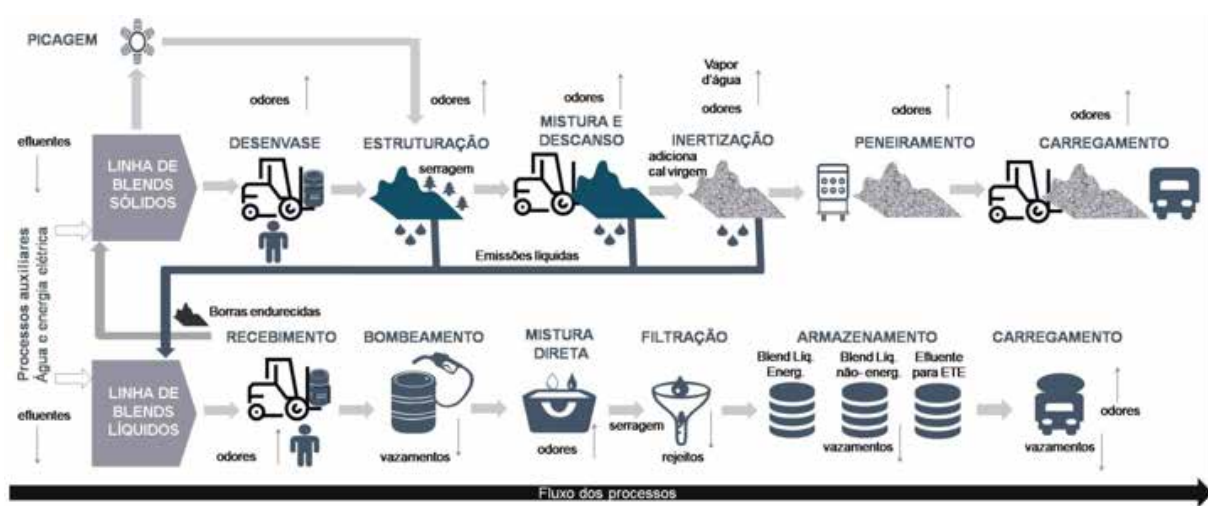 PICAGEM
efluentes
LINHA DE
BLENDS
SÓLIDOS
odores
DESENVASE
odores
ESTRUTURAÇÃO
serragem
odores
MISTURA E
DESCANSO
adiciona
cal virgem
Vapor
d'água
odores
INERTIZAÇÃO
odores
PENEIRAMENTO
odores
CARREGAMENTO
Emissões líquidas
Processos auxiliares
Água e energia elétrica
Borras endurecidas
efluentes
LINHA DE
BLENDS
LÍQUIDOS
RECEBIMENTO
odores
BOMBEAMENTO
vazamentos
MISTURA
DIRETA
odores
serragem
FILTRAÇÃO
rejeitos
ARMAZENAMENTO
Blend Líq.
Energ.
Blend Líq.
não- energ.
Efluente
para ETE
vazamentos
CARREGAMENTO
odores
vazamentos
Fluxo dos processos